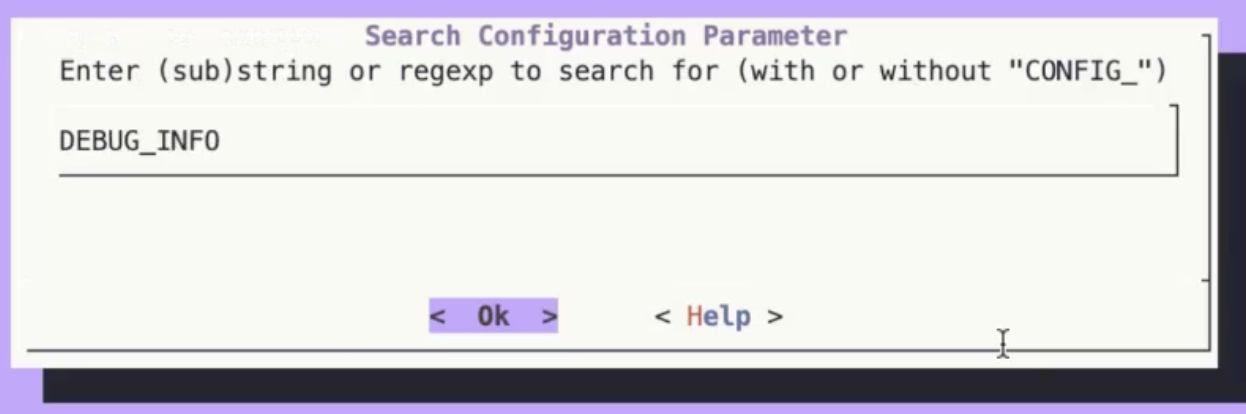 Search Configuration Parameter
Enter (sub)string or regexp to search for (with or without "CONFIG_")
DEBUG_INFO
<  Ok  > < Help >